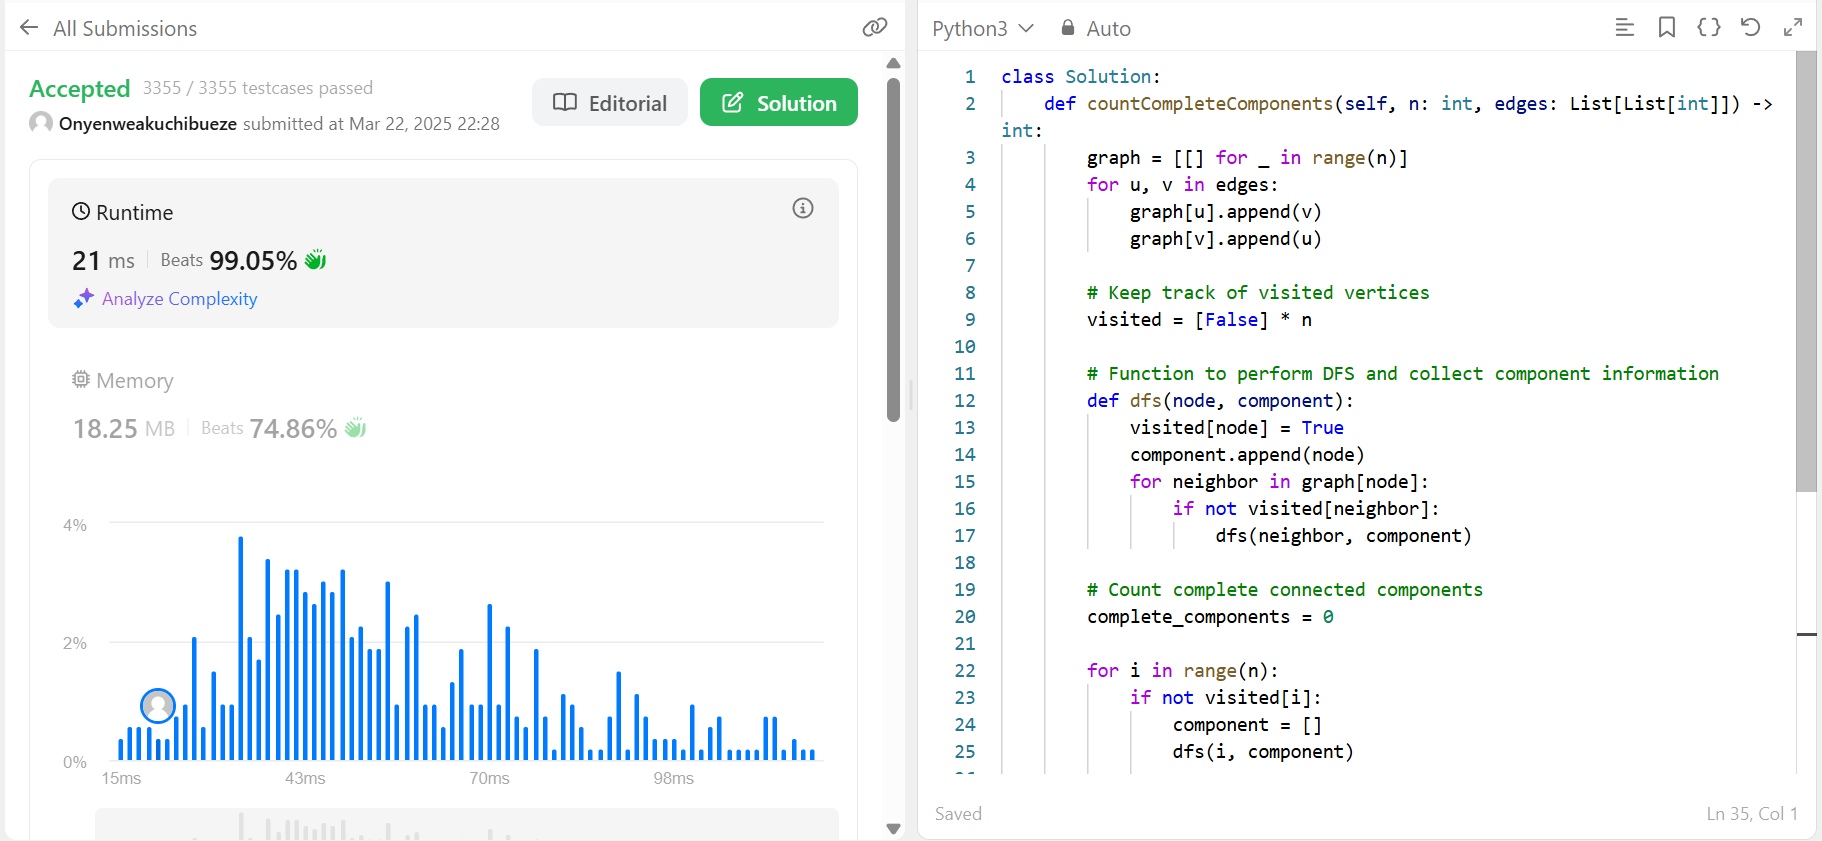 All Submissions
Accepted 3355 / 3355 testcases passed
Onyenweakuchibueze submitted at Mar 22, 2025 22:28
Editorial
Solution
Runtime
21 ms Beats 99.05%
Analyze Complexity
Memory
18.25 MB Beats 74.86%
4%
2%
0%
15ms 43ms 70ms 98ms
Python3 Auto
1 class Solution:
2 def countCompleteComponents(self, n: int, edges: List[List[int]]) ->
int:
3 graph = [[] for _ in range(n)]
4 for u, v in edges:
5 graph[u].append(v)
6 graph[v].append(u)
7
8 # Keep track of visited vertices
9 visited = [False] * n
10
11 # Function to perform DFS and collect component information
12 def dfs(node, component):
13 visited[node] = True
14 component.append(node)
15 for neighbor in graph[node]:
16 if not visited[neighbor]:
17 dfs(neighbor, component)
18
19 # Count complete connected components
20 complete_components = 0
21
22 for i in range(n):
23 if not visited[i]:
24 component = []
25 dfs(i, component)
Saved
Ln 35, Col 1